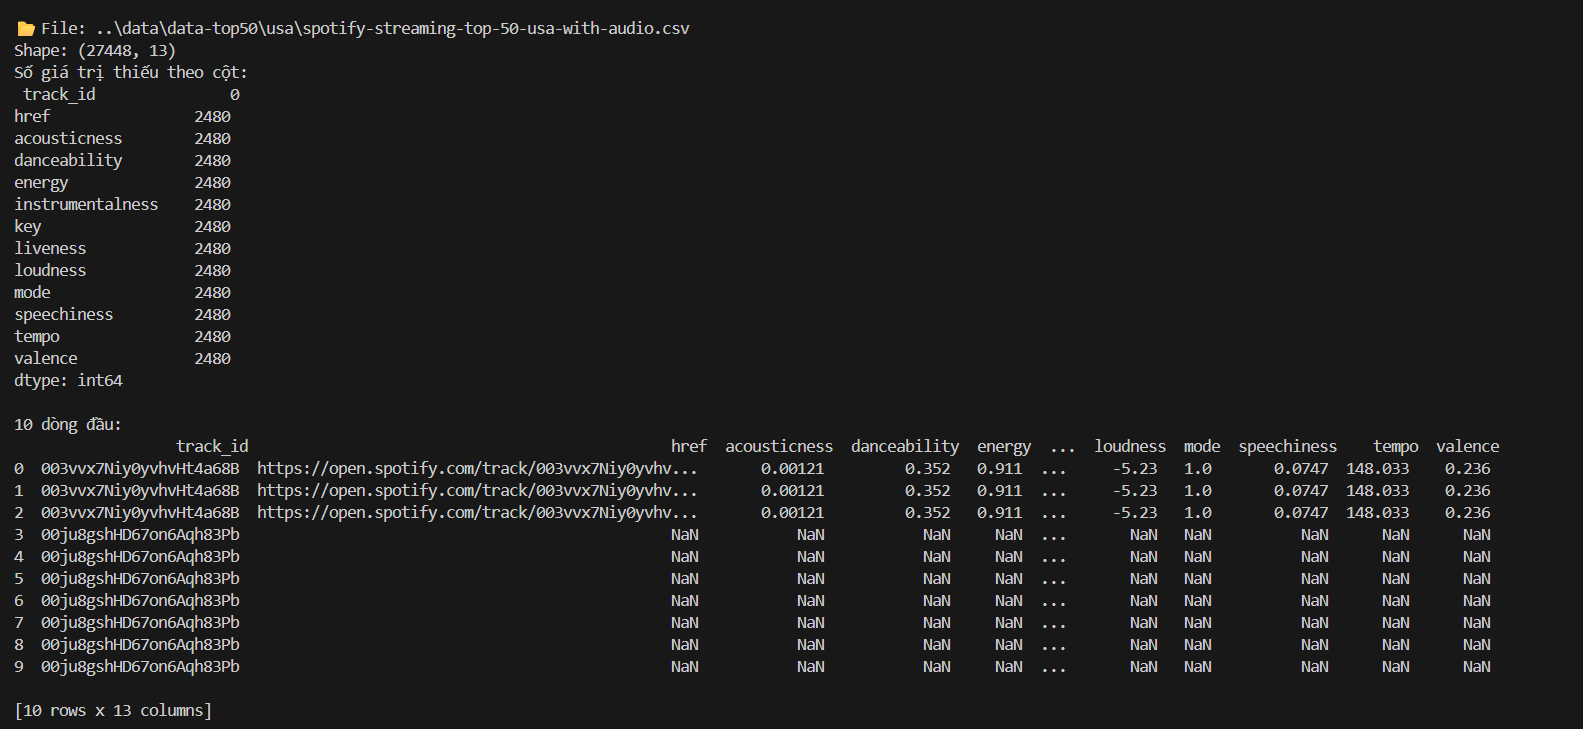 📂 File: ..\data\data-top50\usa\spotify-streaming-top-50-usa-with-audio.csv
Shape: (27448, 13)
Số giá trị thiếu theo cột:
track_id 0
href 2480
acousticness 2480
danceability 2480
energy 2480
instrumentalness 2480
key 2480
liveness 2480
loudness 2480
mode 2480
speechiness 2480
tempo 2480
valence 2480
dtype: int64
10 dòng đầu:
track_id href acousticness danceability energy ... loudness mode speechiness tempo valence
0 003vvx7Niy0yvhvHt4a68B https://open.spotify.com/track/003vvx7Niy0yvhv... 0.00121 0.352 0.911 ... -5.23 1.0 0.0747 148.033 0.236
1 003vvx7Niy0yvhvHt4a68B https://open.spotify.com/track/003vvx7Niy0yvhv... 0.00121 0.352 0.911 ... -5.23 1.0 0.0747 148.033 0.236
2 003vvx7Niy0yvhvHt4a68B https://open.spotify.com/track/003vvx7Niy0yvhv... 0.00121 0.352 0.911 ... -5.23 1.0 0.0747 148.033 0.236
3 00ju8gshHD67on6Aqh83Pb NaN NaN NaN NaN ... NaN NaN NaN NaN NaN
4 00ju8gshHD67on6Aqh83Pb NaN NaN NaN NaN ... NaN NaN NaN NaN NaN
5 00ju8gshHD67on6Aqh83Pb NaN NaN NaN NaN ... NaN NaN NaN NaN NaN
6 00ju8gshHD67on6Aqh83Pb NaN NaN NaN NaN ... NaN NaN NaN NaN NaN
7 00ju8gshHD67on6Aqh83Pb NaN NaN NaN NaN ... NaN NaN NaN NaN NaN
8 00ju8gshHD67on6Aqh83Pb NaN NaN NaN NaN ... NaN NaN NaN NaN NaN
9 00ju8gshHD67on6Aqh83Pb NaN NaN NaN NaN ... NaN NaN NaN NaN NaN
[10 rows x 13 columns]